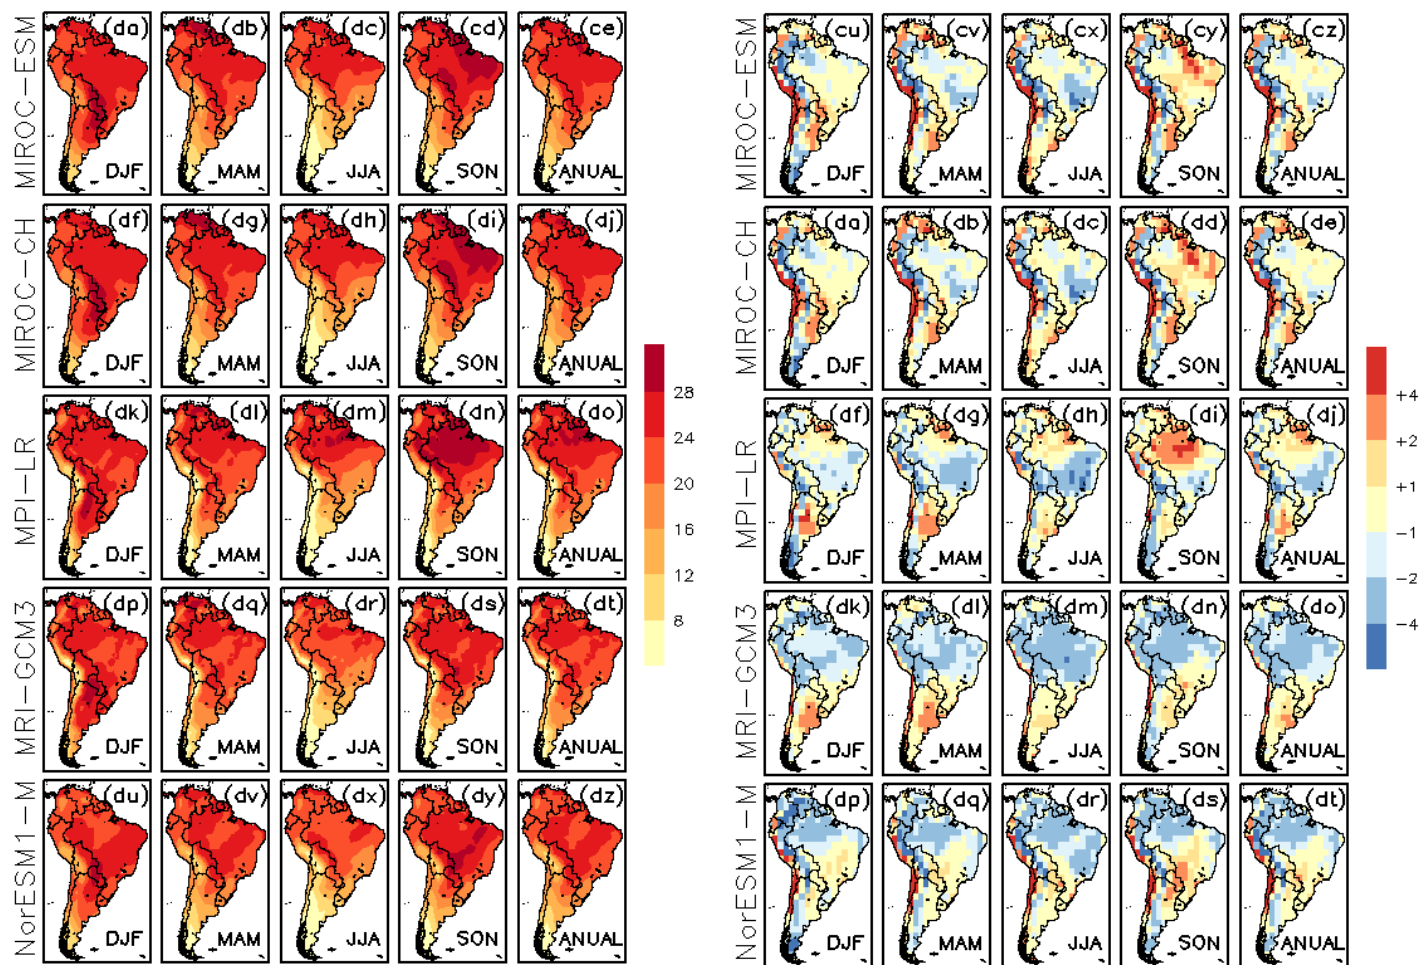 MIROC-ESM
(da) (db) (dc) (cd) (ce)
DJF MAM JJA SON ANUAL
MIROC-CH
(df) (dg) (dh) (di) (dj)
DJF MAM JJA SON ANUAL
MPI-LR
(dk) (dl) (dm) (dn) (do)
DJF MAM JJA SON ANUAL
MRI-GCM3
(dp) (dq) (dr) (ds) (dt)
DJF MAM JJA SON ANUAL
NorESM1-M
(du) (dv) (dx) (dy) (dz)
DJF MAM JJA SON ANUAL
28
24
20
16
12
8
MIROC-ESM
(cu) (cv) (cx) (cy) (cz)
DJF MAM JJA SON ANUAL
MIROC-CH
(da) (db) (dc) (dd) (de)
DJF MAM JJA SON ANUAL
MPI-LR
(df) (dg) (dh) (di) (dj)
DJF MAM JJA SON ANUAL
MRI-GCM3
(dk) (dl) (dm) (dn) (do)
DJF MAM JJA SON ANUAL
NorESM1-M
(dp) (dq) (dr) (ds) (dt)
DJF MAM JJA SON ANUAL
+4
+2
+1
-1
-2
-4